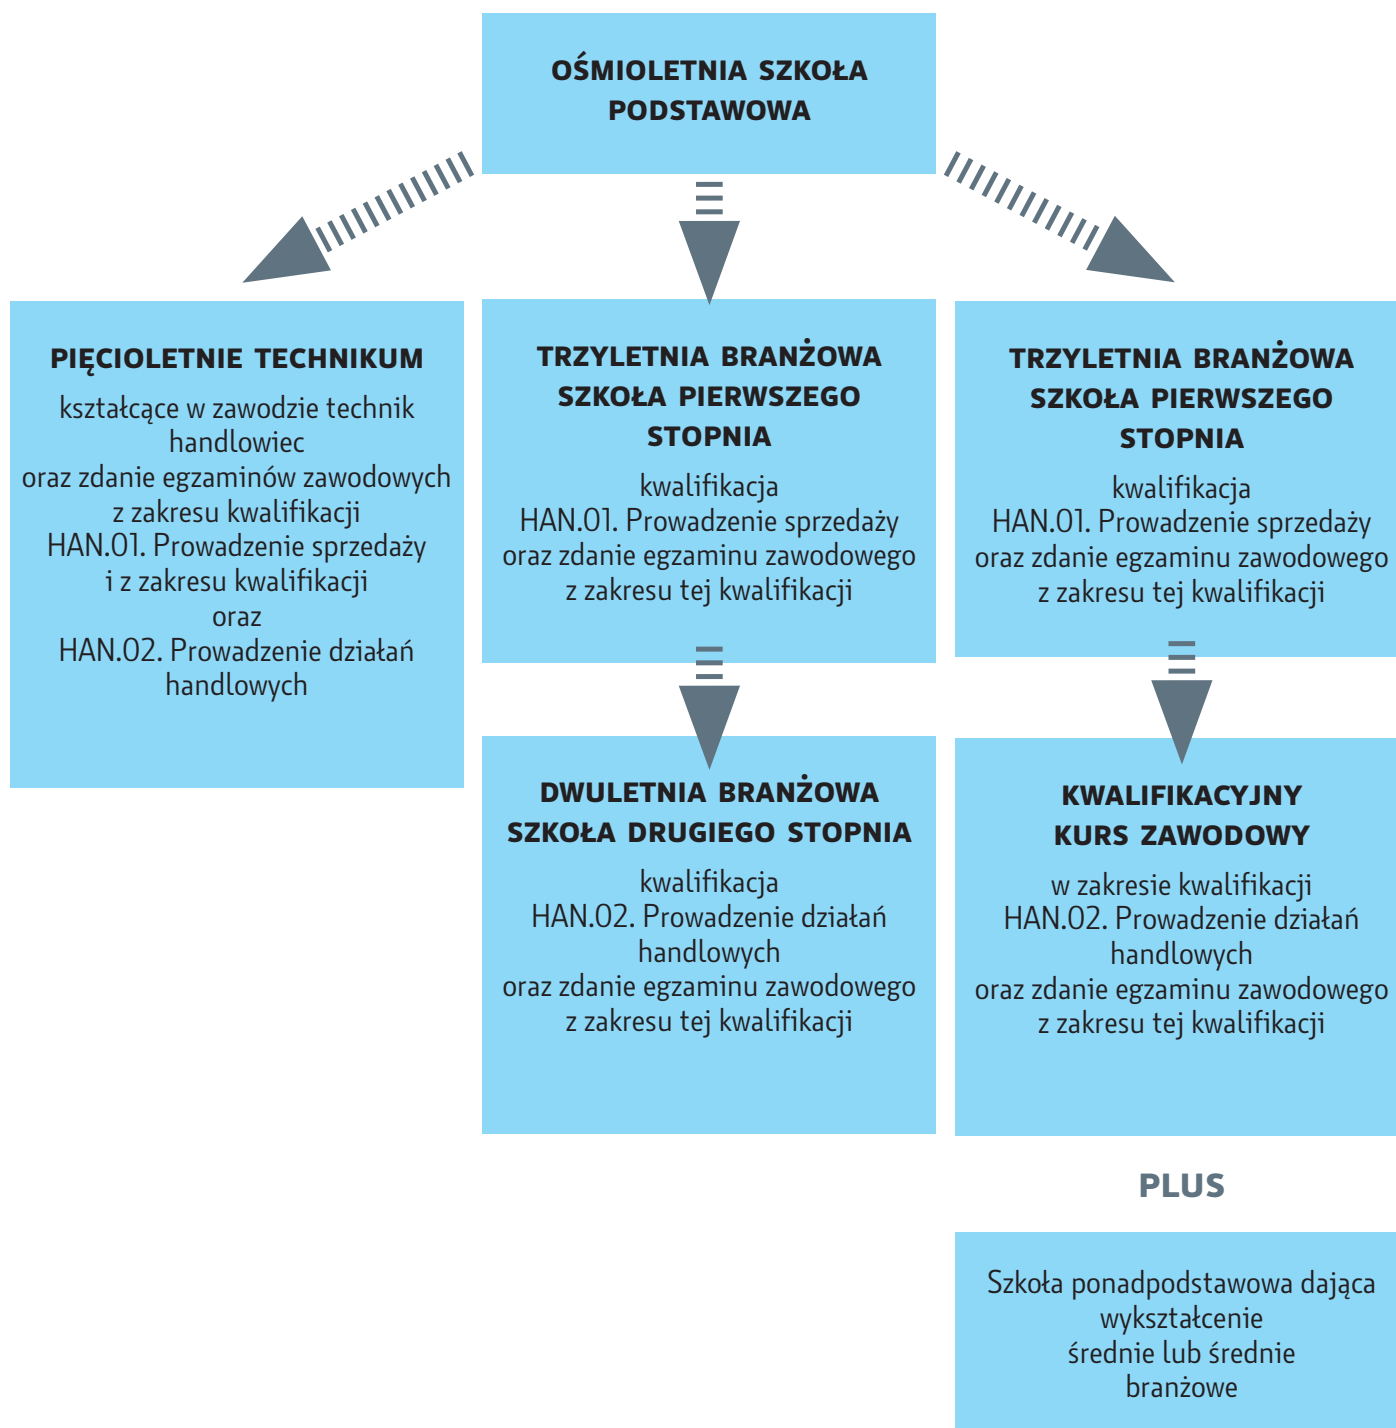 OŚMIOLETNIA SZKOŁA
PODSTAWOWA
PIĘCIOLETNIE TECHNIKUM
kształcące w zawodzie technik
handlowiec
oraz zdanie egzaminów zawodowych
z zakresu kwalifikacji
HAN.01. Prowadzenie sprzedaży
i z zakresu kwalifikacji
oraz
HAN.02. Prowadzenie działań
handlowych
TRZYLETNIA BRANŻOWA
SZKOŁA PIERWSZEGO
STOPNIA
kwalifikacja
HAN.01. Prowadzenie sprzedaży
oraz zdanie egzaminu zawodowego
z zakresu tej kwalifikacji
DWULETNIA BRANŻOWA
SZKOŁA DRUGIEGO STOPNIA
kwalifikacja
HAN.02. Prowadzenie działań
handlowych
oraz zdanie egzaminu zawodowego
z zakresu tej kwalifikacji
TRZYLETNIA BRANŻOWA
SZKOŁA PIERWSZEGO
STOPNIA
kwalifikacja
HAN.01. Prowadzenie sprzedaży
oraz zdanie egzaminu zawodowego
z zakresu tej kwalifikacji
KWALIFIKACYJNY
KURS ZAWODOWY
w zakresie kwalifikacji
HAN.02. Prowadzenie działań
handlowych
oraz zdanie egzaminu zawodowego
z zakresu tej kwalifikacji
PLUS
Szkoła ponadpodstawowa dająca
wykształcenie
średnie lub średnie
branżowe